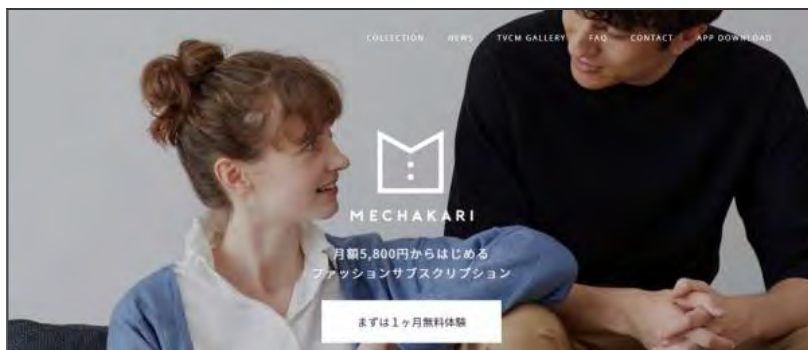 COLLECTION NEWS TVCM GALLERY FAQ CONTACT APP DOWNLOAD
MECHAKARI
月額5,800円からはじめる
ファッションサブスクリプション
まずは1ヶ月無料体験